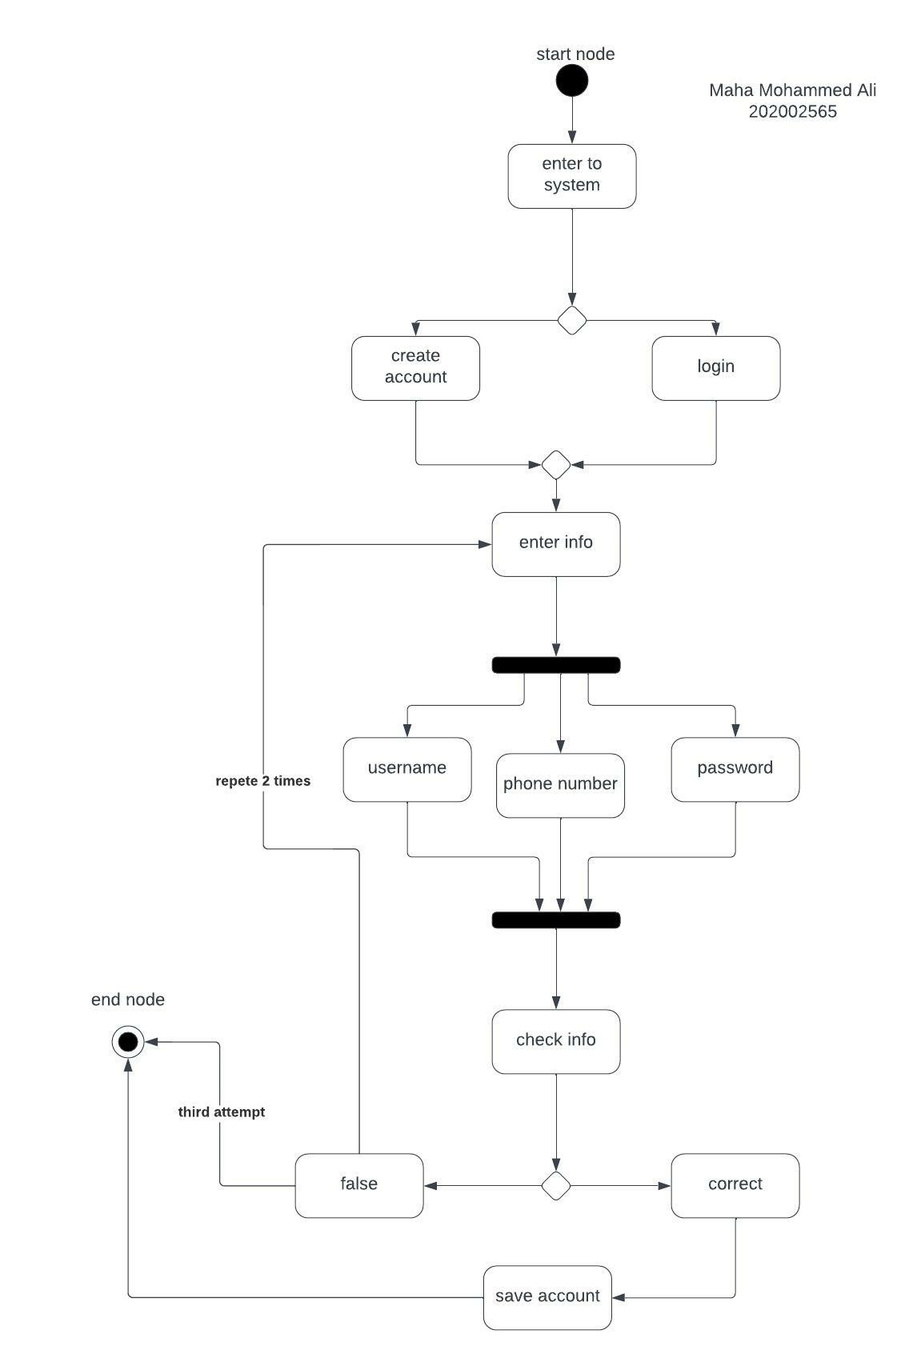 start node
Maha Mohammed Ali
202002565
enter to
system
create
account
login
enter info
username
phone number
password
repete 2 times
end node
check info
third attempt
false
correct
save account